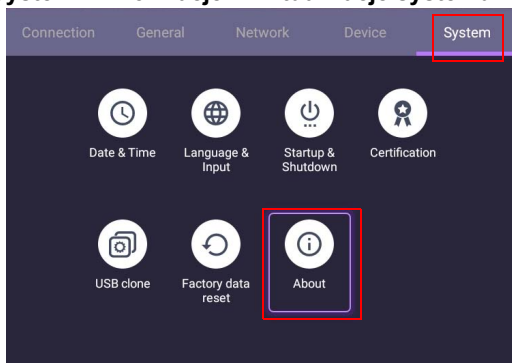 Connection General Network Device System
Date & Time Language & Input Startup & Shutdown Certification
USB clone Factory data reset About